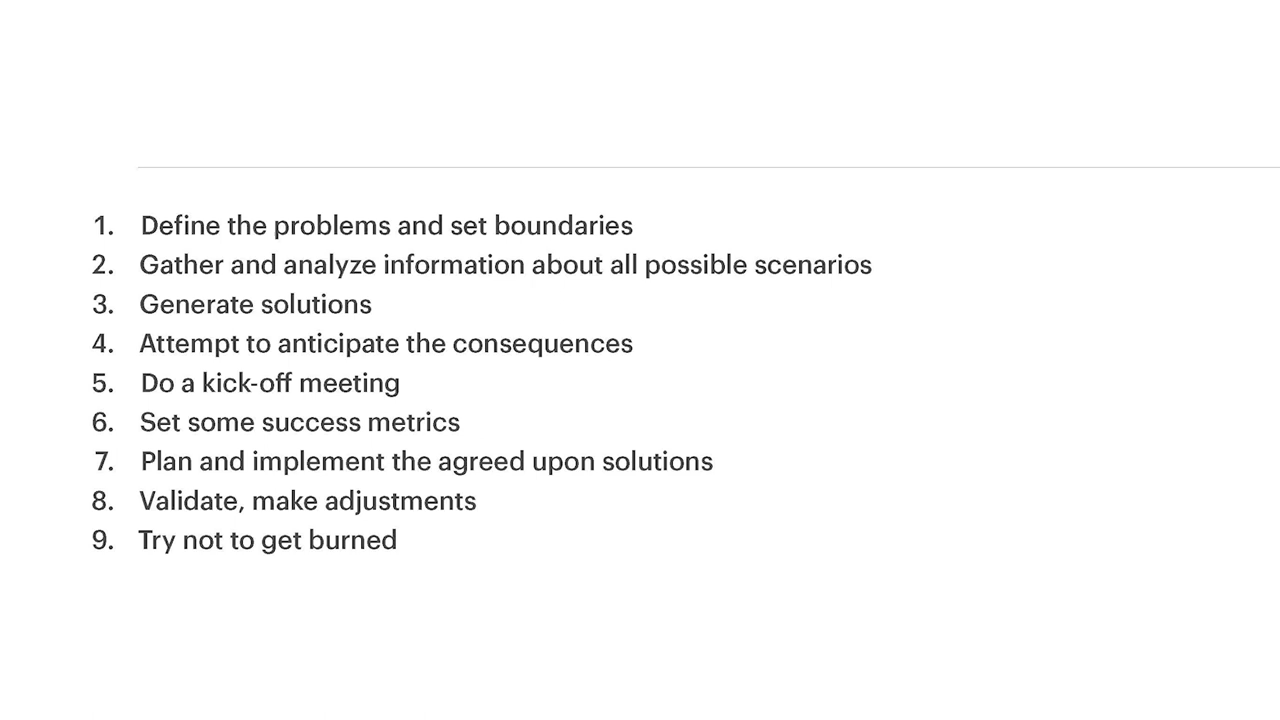 1. Define the problems and set boundaries
2. Gather and analyze information about all possible scenarios
3. Generate solutions
4. Attempt to anticipate the consequences
5. Do a kick-off meeting
6. Set some success metrics
7. Plan and implement the agreed upon solutions
8. Validate, make adjustments
9. Try not to get burned